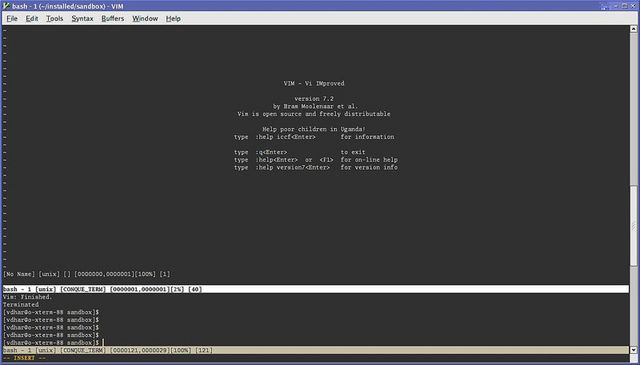 bash - 1 (~/installed/sandbox) - VIM
File Edit Tools Syntax Buffers Window Help
~
~
~
~
~
~
~
VIM - Vi IMproved
~
version 7.2
by Bram Moolenaar et al.
Vim is open source and freely distributable
~
Help poor children in Uganda!
type :help iccf<Enter> for information
~
type :q<Enter> to exit
type :help<Enter> or <F1> for on-line help
type :help version7<Enter> for version info
~
~
~
~
~
~
~
~
~
~
~
~
[No Name] [unix] [] [0000000,0000001][100%] [1]
bash - 1 [unix] [CONQUE_TERM] [0000001,0000001][2%] [40]
Vim: Finished.
Terminated
[vdhar@o-xterm-88 sandbox]$
[vdhar@o-xterm-88 sandbox]$
[vdhar@o-xterm-88 sandbox]$
[vdhar@o-xterm-88 sandbox]$
[vdhar@o-xterm-88 sandbox]$
bash - 1 [unix] [CONQUE_TERM] [0000121,0000029][100%] [121]
-- INSERT --